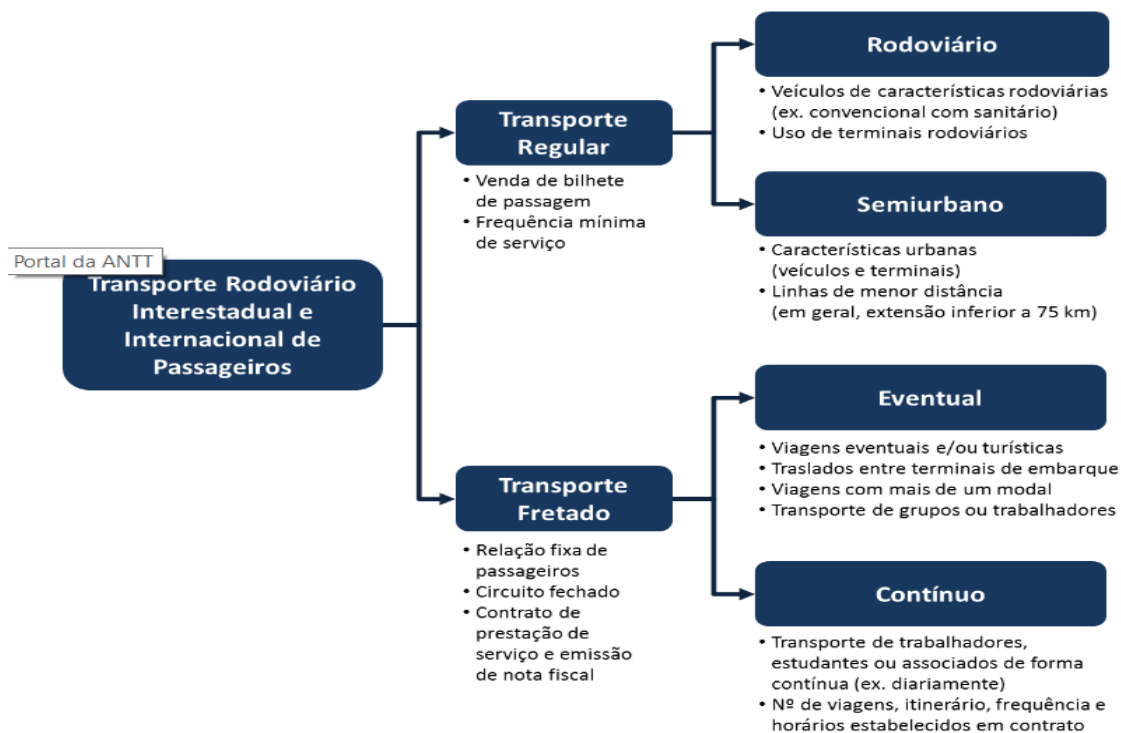 Portal da ANTT
Transporte Rodoviário
Interestadual e
Internacional de
Passageiros
Transporte
Regular
• Venda de bilhete
de passagem
• Frequência mínima
de serviço
Rodoviário
• Veículos de características rodoviárias
(ex. convencional com sanitário)
• Uso de terminais rodoviários
Semiurbano
• Características urbanas
(veículos e terminais)
• Linhas de menor distância
(em geral, extensão inferior a 75 km)
Transporte
Fretado
• Relação fixa de
passageiros
• Circuito fechado
• Contrato de
prestação de
serviço e emissão
de nota fiscal
Eventual
• Viagens eventuais e/ou turísticas
• Traslados entre terminais de embarque
• Viagens com mais de um modal
• Transporte de grupos ou trabalhadores
Contínuo
• Transporte de trabalhadores,
estudantes ou associados de forma
contínua (ex. diariamente)
• Nº de viagens, itinerário, frequência e
horários estabelecidos em contrato